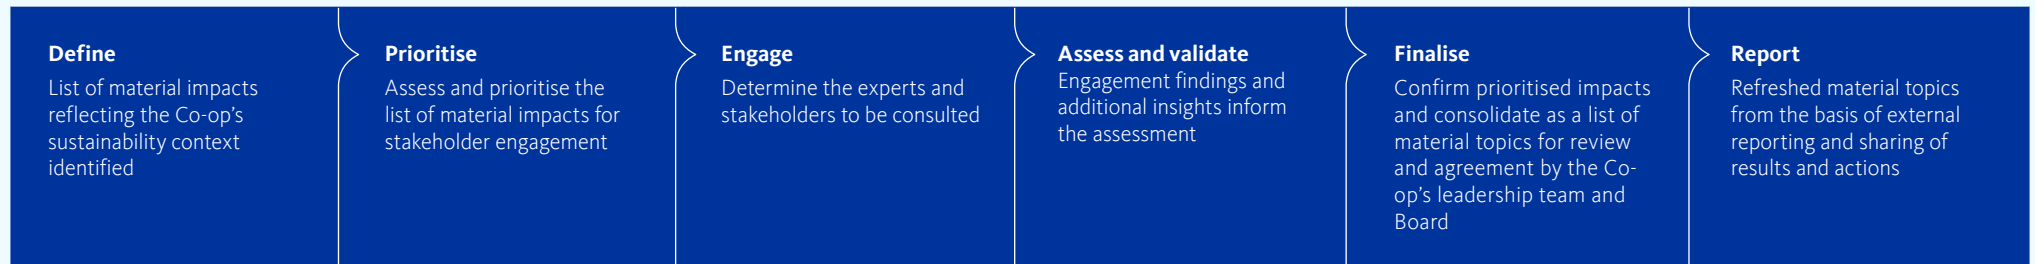 Define
List of material impacts
reflecting the Co-op's
sustainability context
identified
Prioritise
Assess and prioritise the
list of material impacts for
stakeholder engagement
Engage
Determine the experts and
stakeholders to be consulted
Assess and validate
Engagement findings and
additional insights inform
the assessment
Finalise
Confirm prioritised impacts
and consolidate as a list of
material topics for review
and agreement by the Co-
op's leadership team and
Board
Report
Refreshed material topics
from the basis of external
reporting and sharing of
results and actions